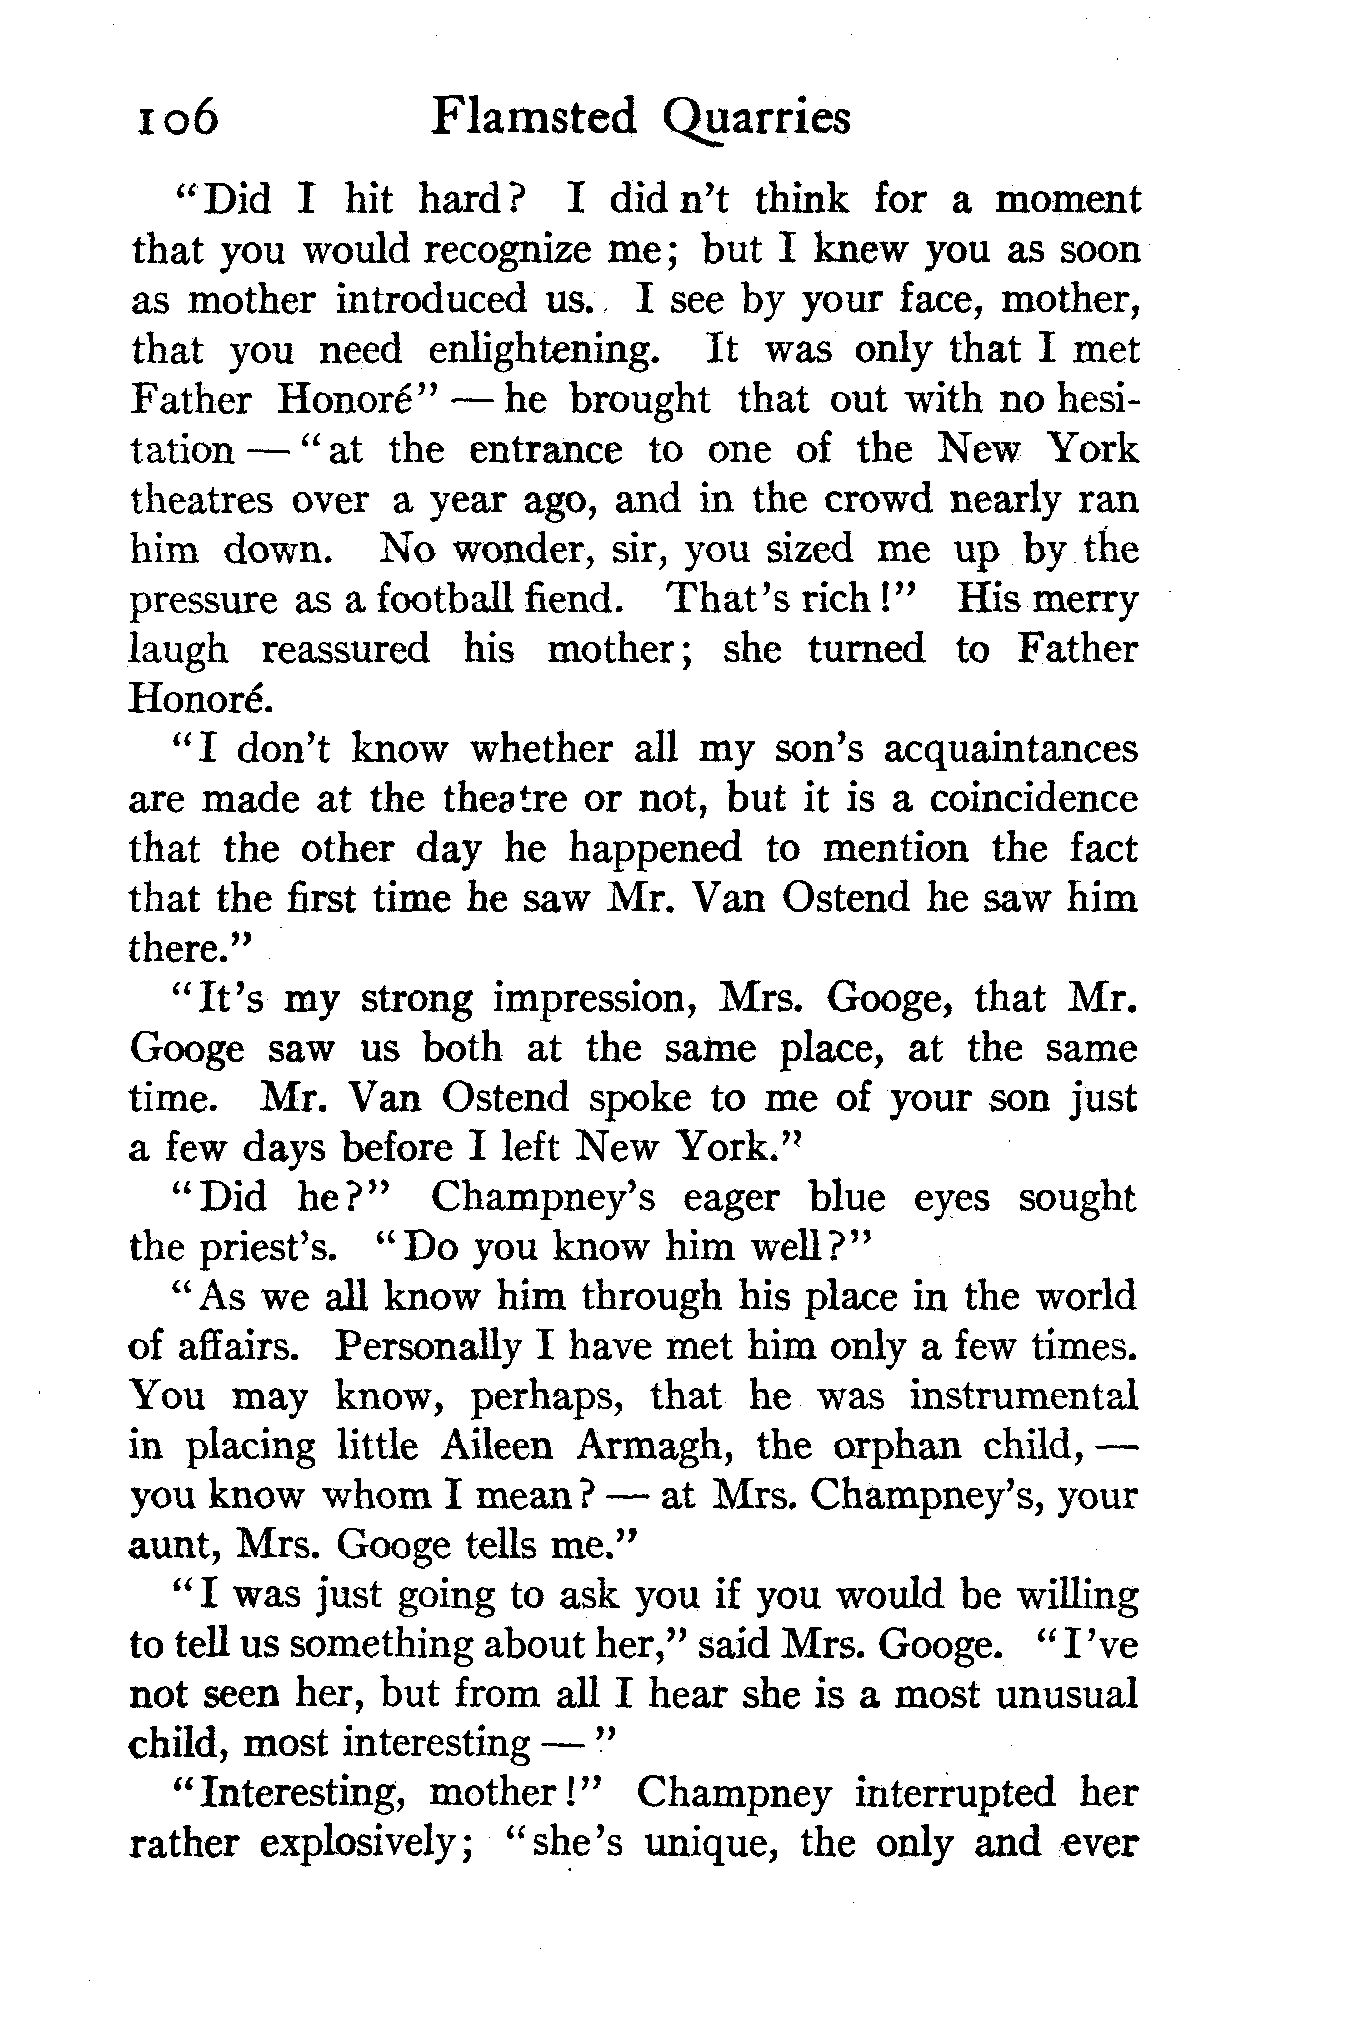 106 Flamsted Quarries
"Did I hit hard? I did n't think for a moment
that you would recognize me; but I knew you as soon
as mother introduced us. I see by your face, mother,
that you need enlightening. It was only that I met
Father Honoré" — he brought that out with no hesi-
tation — "at the entrance to one of the New York
theatres over a year ago, and in the crowd nearly ran
him down. No wonder, sir, you sized me up by the
pressure as a football fiend. That's rich!" His merry
laugh reassured his mother; she turned to Father
Honoré.
"I don't know whether all my son's acquaintances
are made at the theatre or not, but it is a coincidence
that the other day he happened to mention the fact
that the first time he saw Mr. Van Ostend he saw him
there."
"It's my strong impression, Mrs. Googe, that Mr.
Googe saw us both at the same place, at the same
time. Mr. Van Ostend spoke to me of your son just
a few days before I left New York."
"Did he?" Champney's eager blue eyes sought
the priest's. "Do you know him well?"
"As we all know him through his place in the world
of affairs. Personally I have met him only a few times.
You may know, perhaps, that he was instrumental
in placing little Aileen Armagh, the orphan child, —
you know whom I mean? — at Mrs. Champney's, your
aunt, Mrs. Googe tells me."
"I was just going to ask you if you would be willing
to tell us something about her," said Mrs. Googe. "I've
not seen her, but from all I hear she is a most unusual
child, most interesting — "
"Interesting, mother!" Champney interrupted her
rather explosively; "she's unique, the only and ever